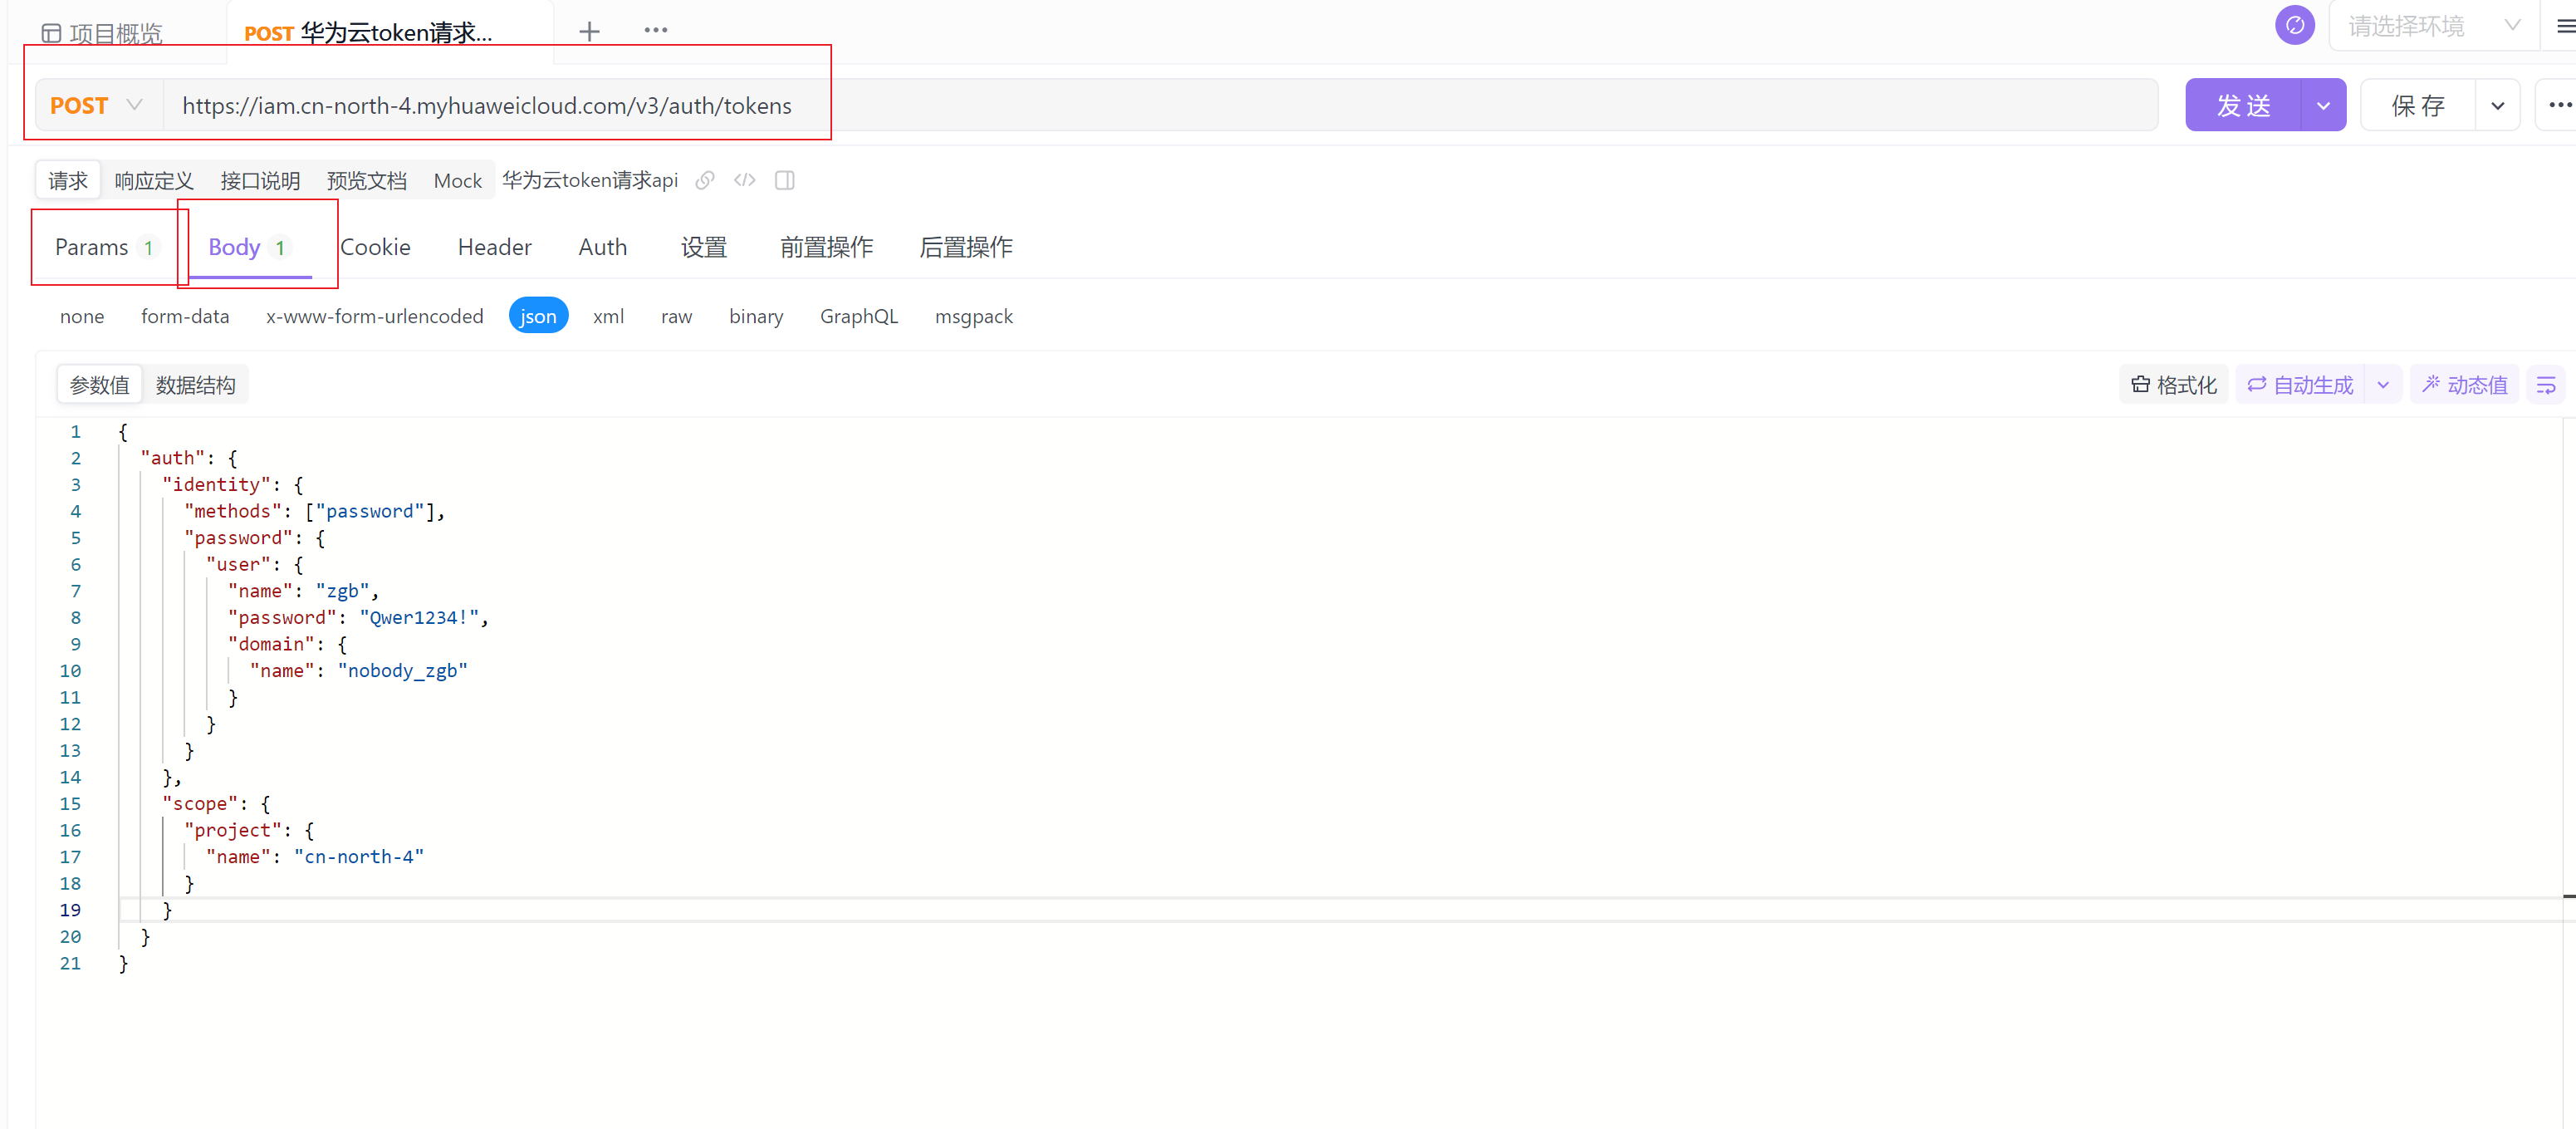 项目概览
POST 华为云token请求...
请选择环境
POST https://iam.cn-north-4.myhuaweicloud.com/v3/auth/tokens
发送
保存
请求 响应定义 接口说明 预览文档 Mock 华为云token请求api
Params 1 Body 1 Cookie Header Auth 设置 前置操作 后置操作
none form-data x-www-form-urlencoded json xml raw binary GraphQL msgpack
参数值 数据结构 格式化 自动生成 动态值
1 {
2 "auth": {
3 "identity": {
4 "methods": ["password"],
5 "password": {
6 "user": {
7 "name": "zgb",
8 "password": "Qwer1234!",
9 "domain": {
10 "name": "nobody_zgb"
11 }
12 }
13 }
14 },
15 "scope": {
16 "project": {
17 "name": "cn-north-4"
18 }
19 }
20 }
21 }